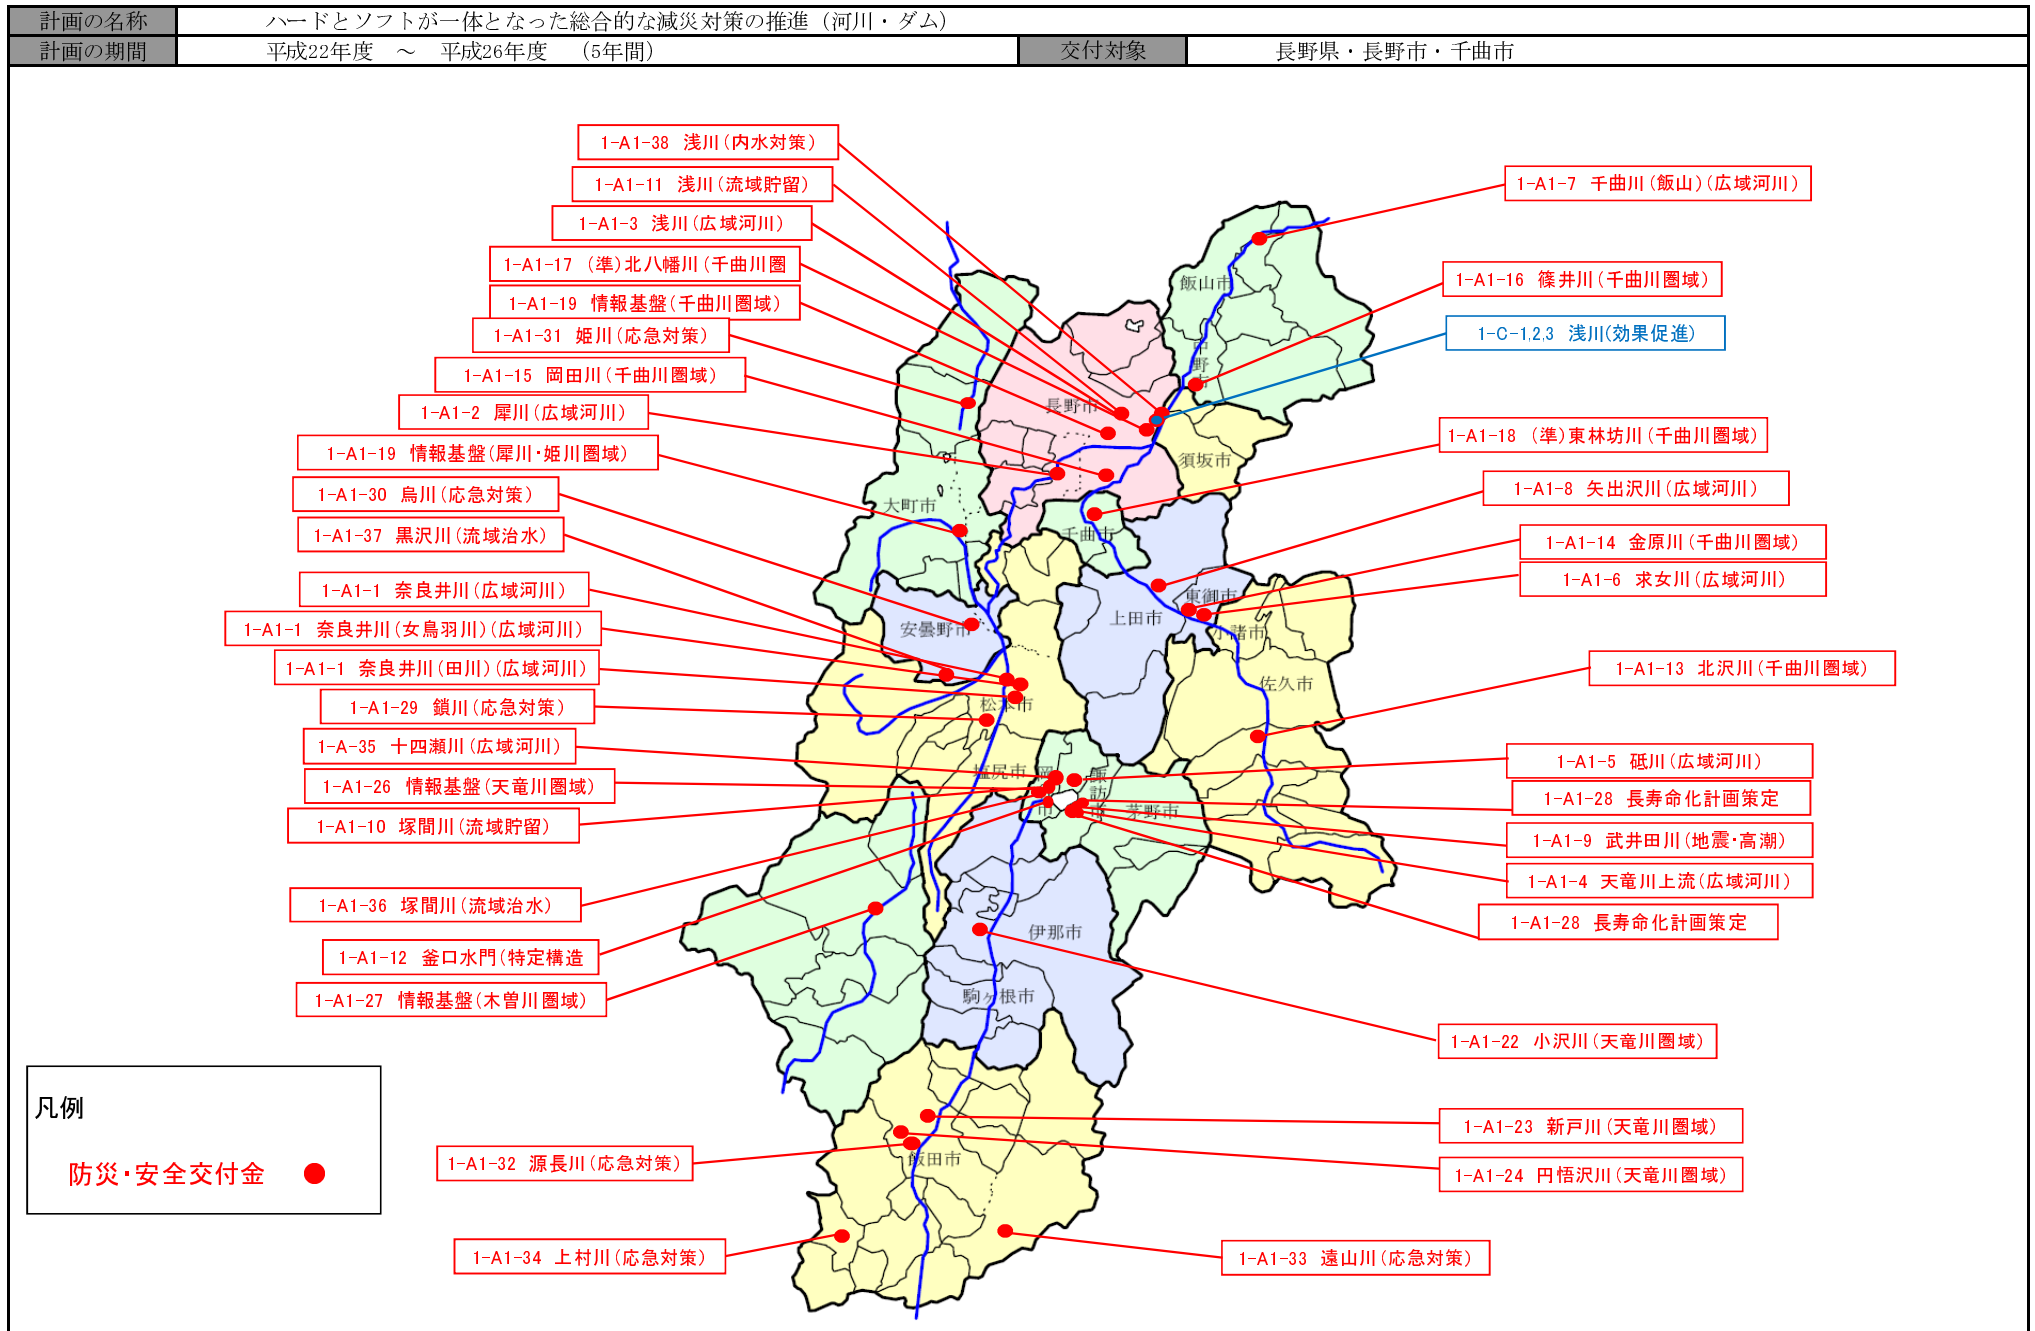 計画の名称 ハードとソフトが一体となった総合的な減災対策の推進（河川・ダム）
計画の期間 平成22年度　～　平成26年度　（5年間） 交付対象 長野県・長野市・千曲市
1-A1-38 浅川(内水対策)
1-A1-11 浅川(流域貯留)
1-A1-3 浅川(広域河川)
1-A1-17 (準)北八幡川(千曲川圏
1-A1-19 情報基盤(千曲川圏域)
1-A1-31 姫川(応急対策)
1-A1-15 岡田川(千曲川圏域)
1-A1-2 犀川(広域河川)
1-A1-19 情報基盤(犀川・姫川圏域)
1-A1-30 烏川(応急対策)
1-A1-37 黒沢川(流域治水)
1-A1-1 奈良井川(広域河川)
1-A1-1 奈良井川(女鳥羽川)(広域河川)
1-A1-1 奈良井川(田川)(広域河川)
1-A1-29 鎖川(応急対策)
1-A-35 十四瀬川(広域河川)
1-A1-26 情報基盤(天竜川圏域)
1-A1-10 塚間川(流域貯留)
1-A1-36 塚間川(流域治水)
1-A1-12 釜口水門(特定構造
1-A1-27 情報基盤(木曽川圏域)
1-A1-32 源長川(応急対策)
1-A1-34 上村川(応急対策)
1-A1-7 千曲川(飯山)(広域河川)
1-A1-16 篠井川(千曲川圏域)
1-C-1,2,3 浅川(効果促進)
1-A1-18 (準)東林坊川(千曲川圏域)
1-A1-8 矢出沢川(広域河川)
1-A1-14 金原川(千曲川圏域)
1-A1-6 求女川(広域河川)
1-A1-13 北沢川(千曲川圏域)
1-A1-5 砥川(広域河川)
1-A1-28 長寿命化計画策定
1-A1-9 武井田川(地震・高潮)
1-A1-4 天竜川上流(広域河川)
1-A1-28 長寿命化計画策定
1-A1-22 小沢川(天竜川圏域)
1-A1-23 新戸川(天竜川圏域)
1-A1-24 円悟沢川(天竜川圏域)
1-A1-33 遠山川(応急対策)
飯山市
中野市
長野市
須坂市
大町市
千曲市
東御市
上田市
小諸市
安曇野市
佐久市
松本市
塩尻市
岡
市
諏訪市
茅野市
伊那市
駒ヶ根市
飯田市
凡例
防災・安全交付金